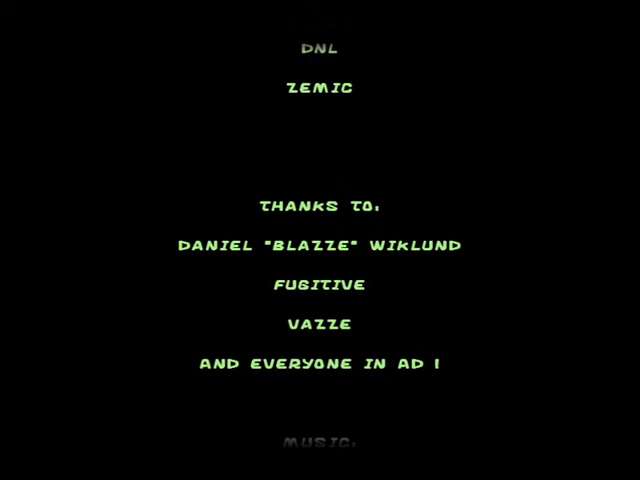 DNL
ZEMIC
THANKS TO.
DANIEL "BLAZZE" WIKLUND
FUGITIVE
VAZZE
AND EVERYONE IN AD !
MUSIC.